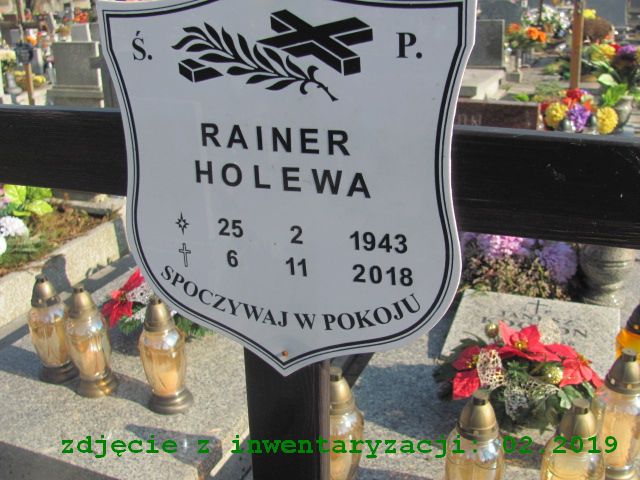 Ś. P.
RAINER
HOLEWA
25 2 1943
6 11 2018
SPOCZYWAJ W POKOJU
zdjęcie z inwentaryzacji: 02.2019